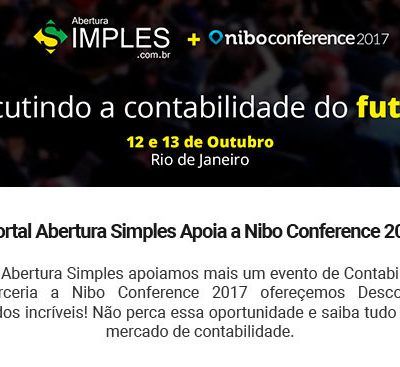 Abertura
SIMPLES
.com.br
+ niboconference2017
cutindo a contabilidade do fut
12 e 13 de Outubro
Rio de Janeiro
ortal Abertura Simples Apoia a Nibo Conference 20
Abertura Simples apoiamos mais um evento de Contabi
rceria a Nibo Conference 2017 ofereçemos Desco
dos incríveis! Não perca essa oportunidade e saiba tudo
mercado de contabilidade.